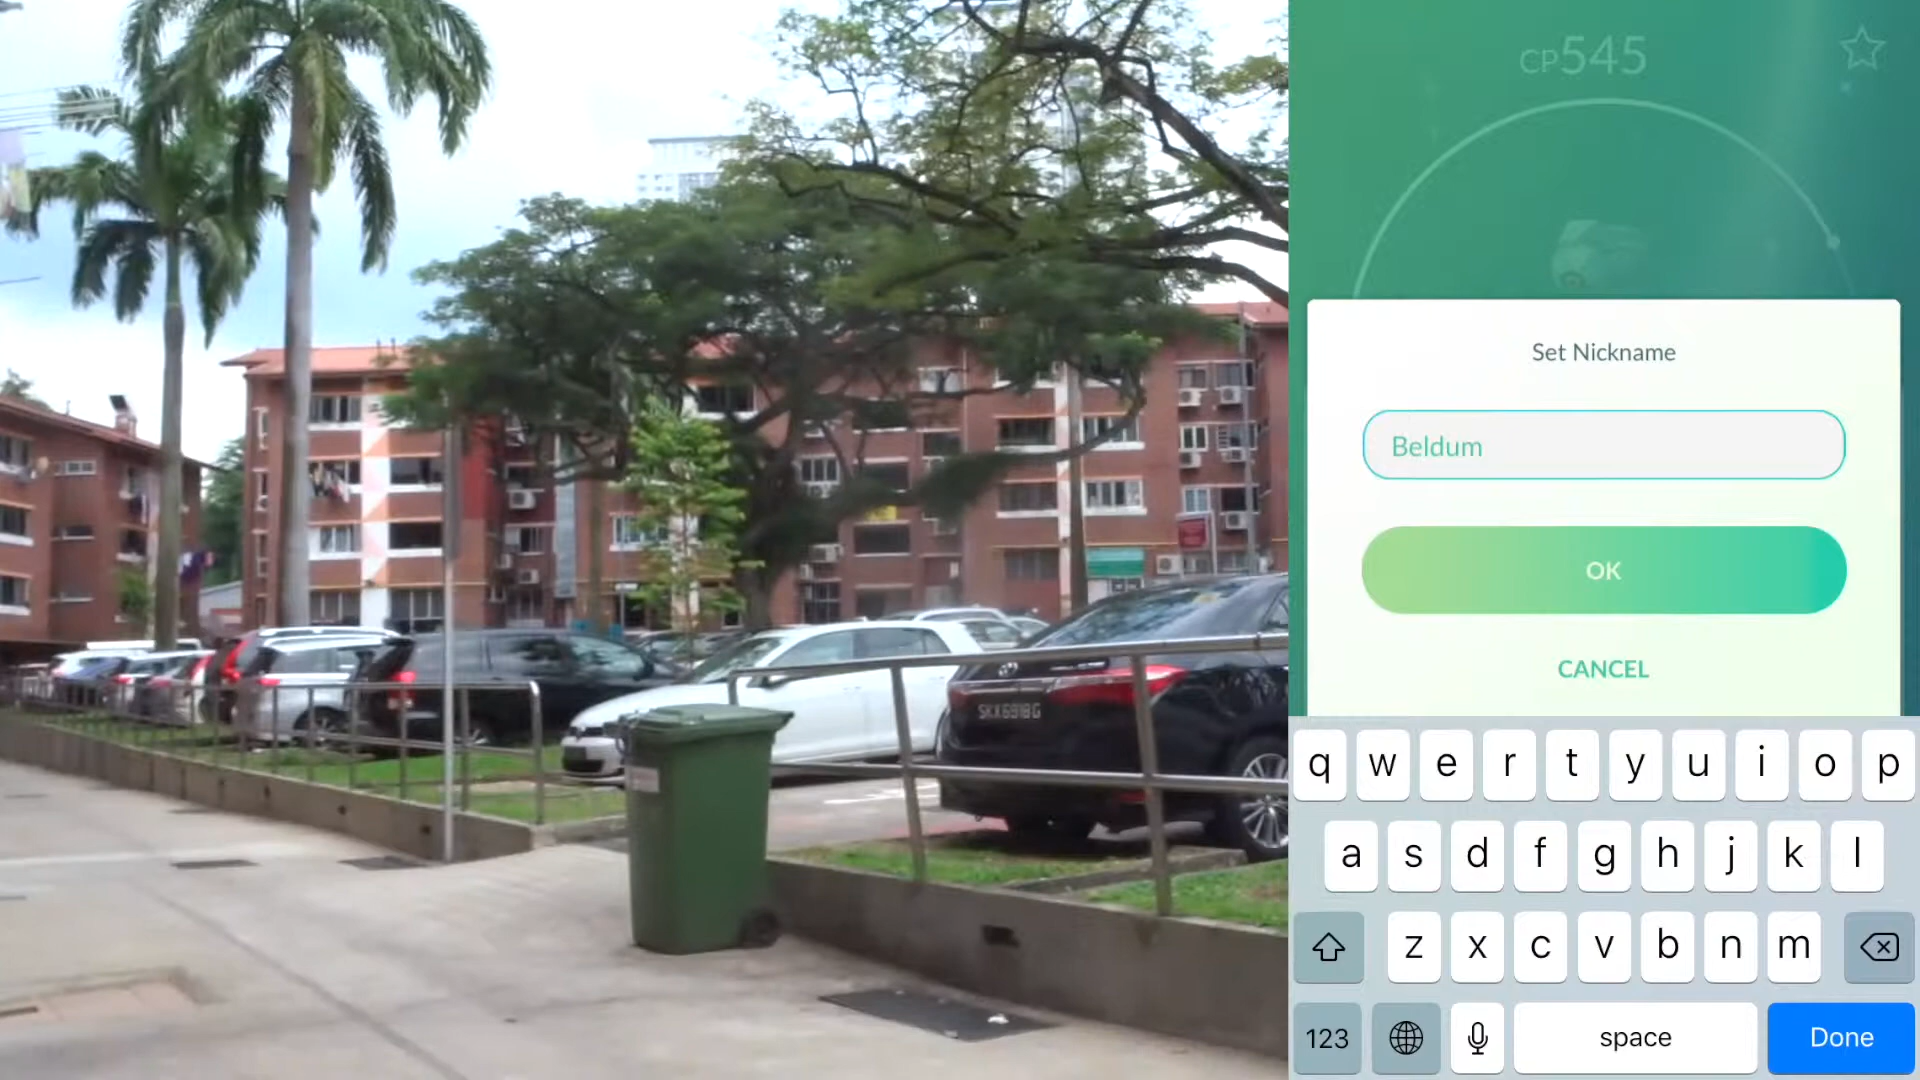 SKX6918G
CP545
Set Nickname
Beldum
OK
CANCEL
q w e r t y u i o p
a s d f g h j k l
z x c v b n m
123 space Done